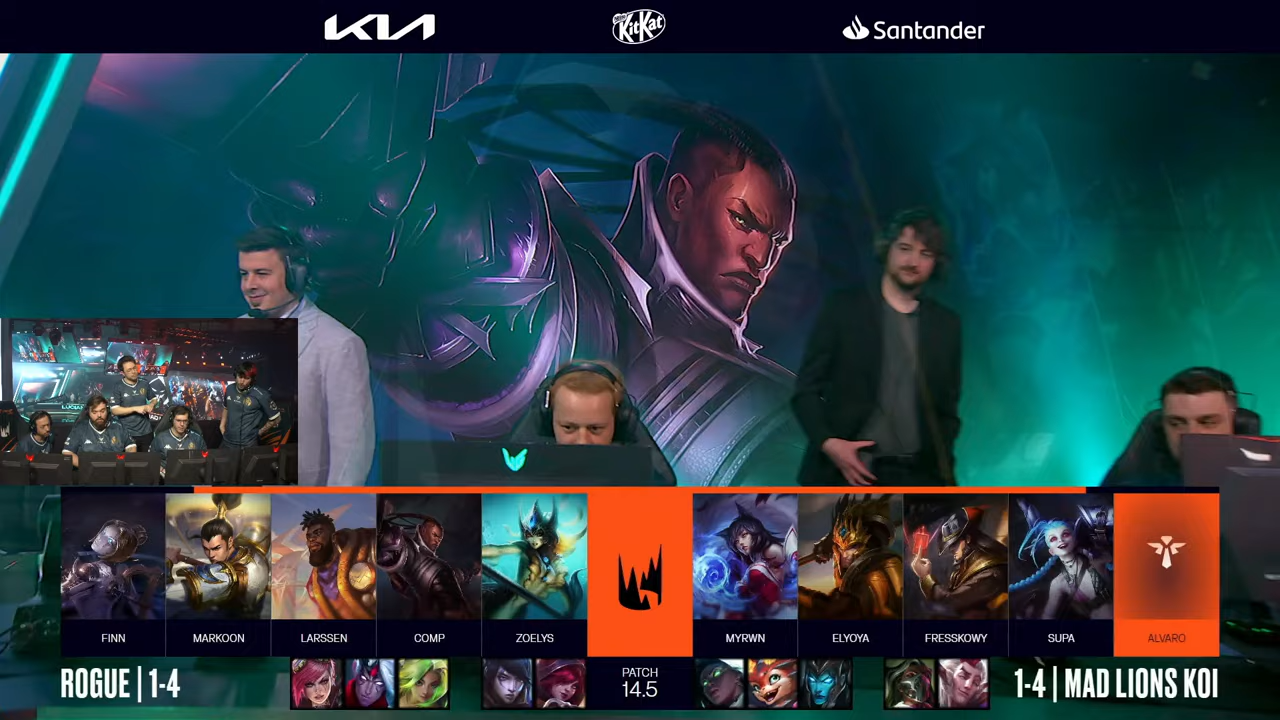 KIA
Nestlé KitKat
Santander
FINN
MARKOON
LARSSEN
COMP
ZOELYS
MYRWN
ELYOYA
FRESSKOWY
SUPA
ALVARO
ROGUE | 1-4
PATCH
14.5
1-4 | MAD LIONS KOI